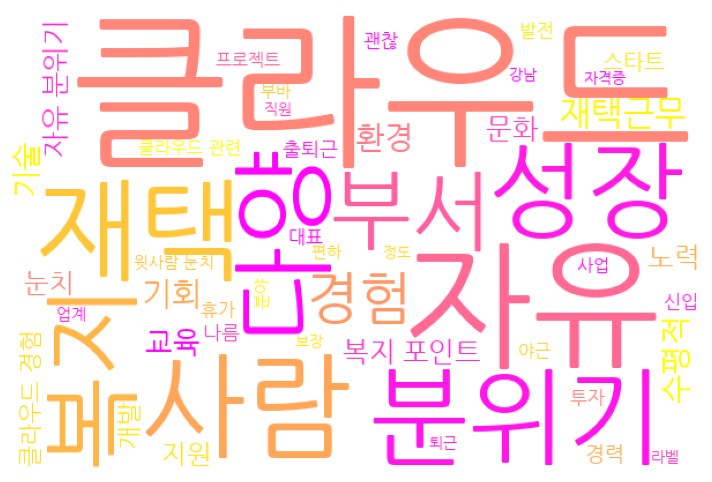 클라우드
자유 분위기
프로젝트
괜찮
발전
스타트
부바
강남
자격증
직원
재택근무
문화
환경
클라우드 관련
출퇴근
기술
성장
다양
부서
재택
대표
편하
정도
자유
사업
노력
윗사람 눈치
눈치
기회
경험
분야
휴가
신입
업계
나름
교육
보장
복지
복지 포인트
야근
수평적
클라우드 경험
사람
분위기
투자
개발
지원
퇴근
경력
라벨